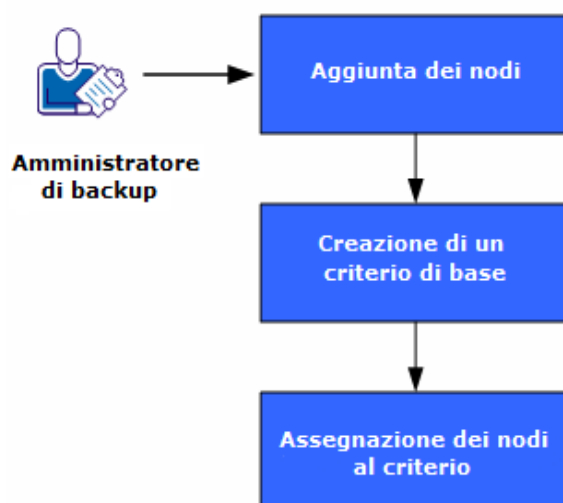 Aggiunta dei nodi
Amministratore
di backup
Creazione di un
criterio di base
Assegnazione dei nodi
al criterio